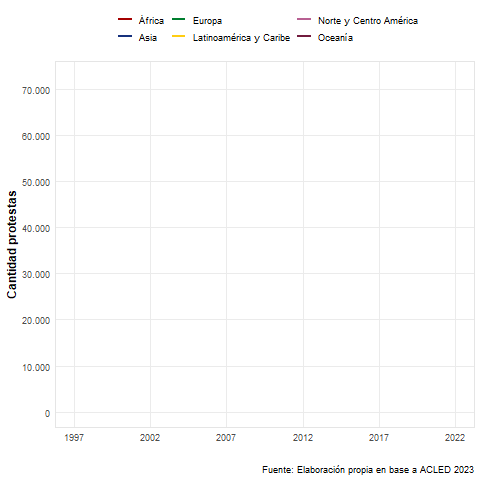 África Europa Norte y Centro América
Asia Latinoamérica y Caribe Oceanía
Cantidad protestas
70.000
60.000
50.000
40.000
30.000
20.000
10.000
0
1997 2002 2007 2012 2017 2022
Fuente: Elaboración propia en base a ACLED 2023